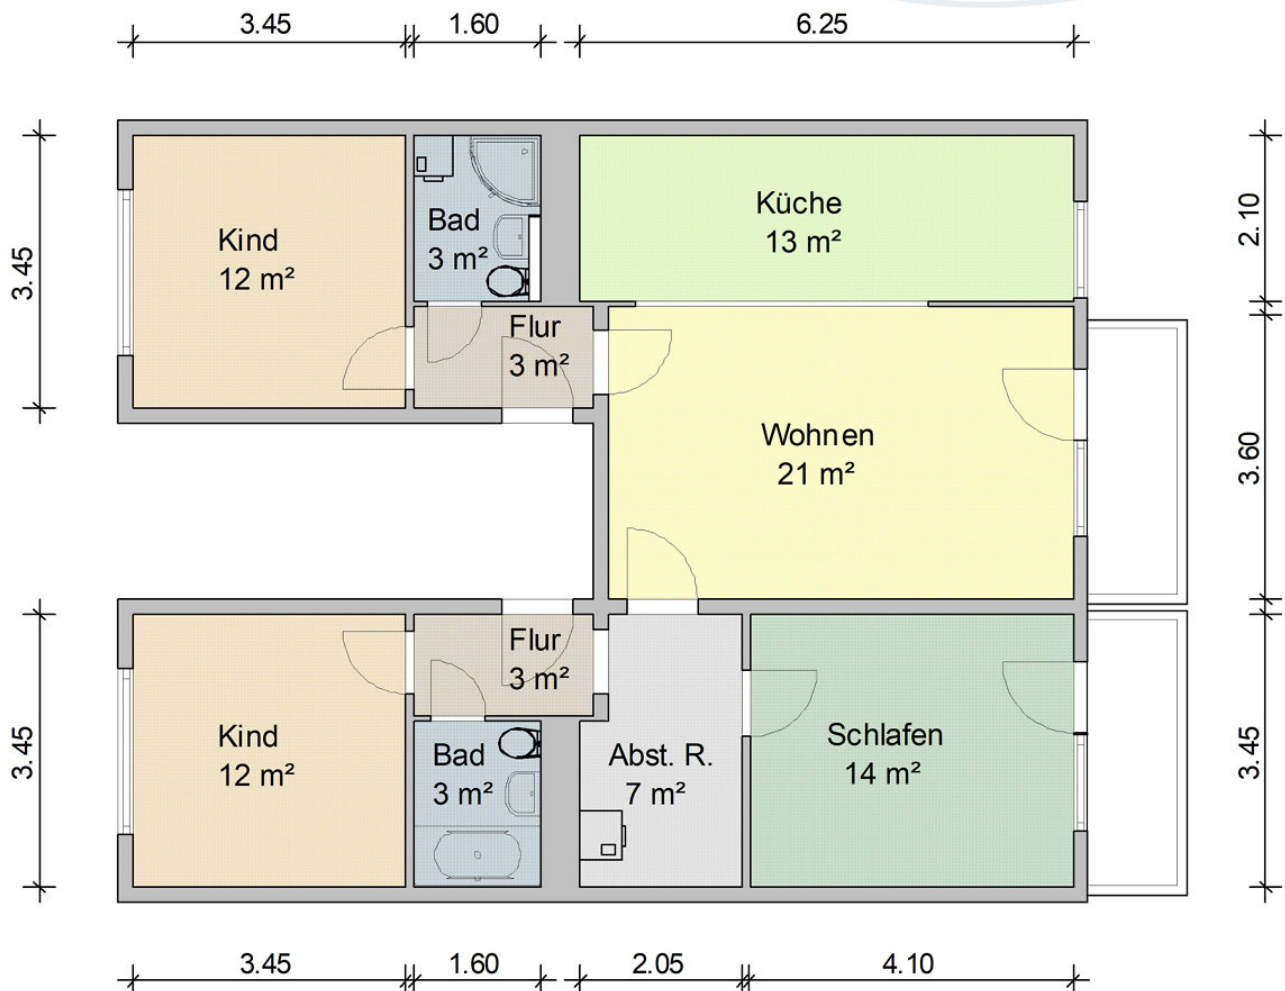 3.45
1.60
6.25
3.45
Kind
12 m²
Bad
3 m²
Küche
13 m²
2.10
Flur
3 m²
Wohnen
21 m²
3.60
Flur
3 m²
3.45
Kind
12 m²
Bad
3 m²
Abst. R.
7 m²
Schlafen
14 m²
3.45
3.45
1.60
2.05
4.10